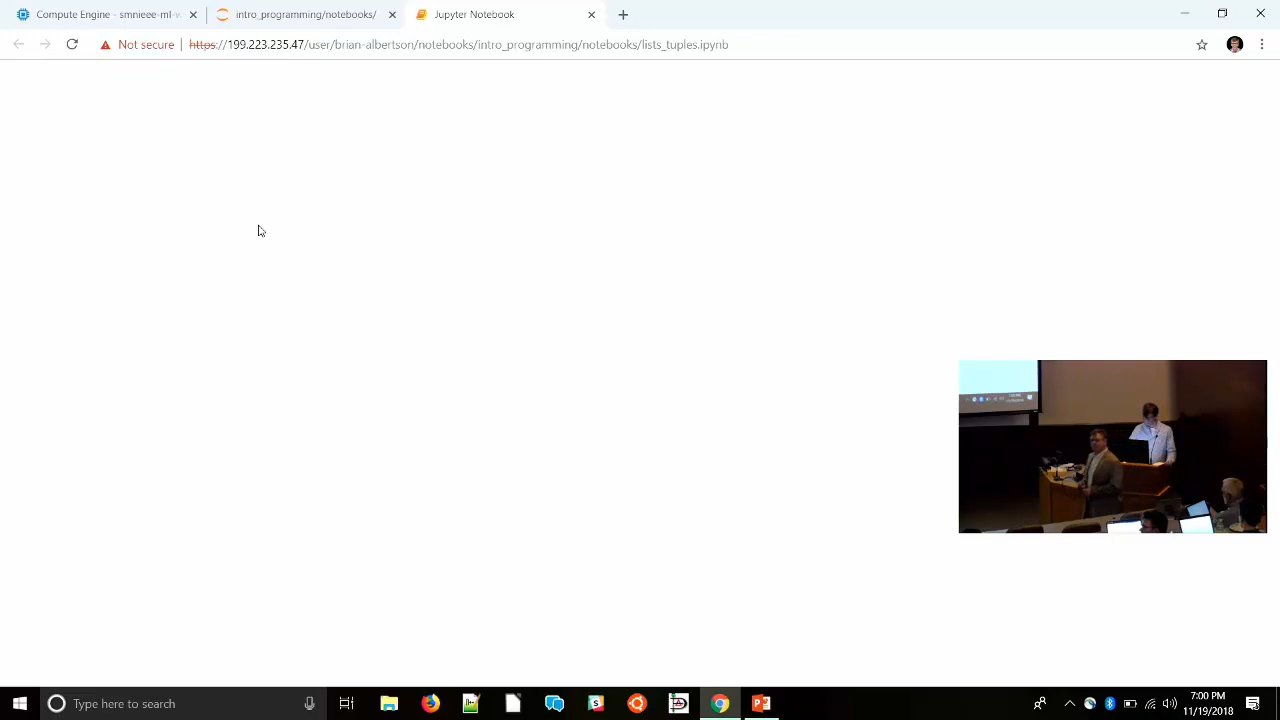 Compute Engine - smnieee-ml-w
intro_programming/notebooks/
Jupyter Notebook
Not secure
https://199.223.235.47/user/brian-albertson/notebooks/intro_programming/notebooks/lists_tuples.ipynb
Type here to search
7:00 PM
11/19/2018